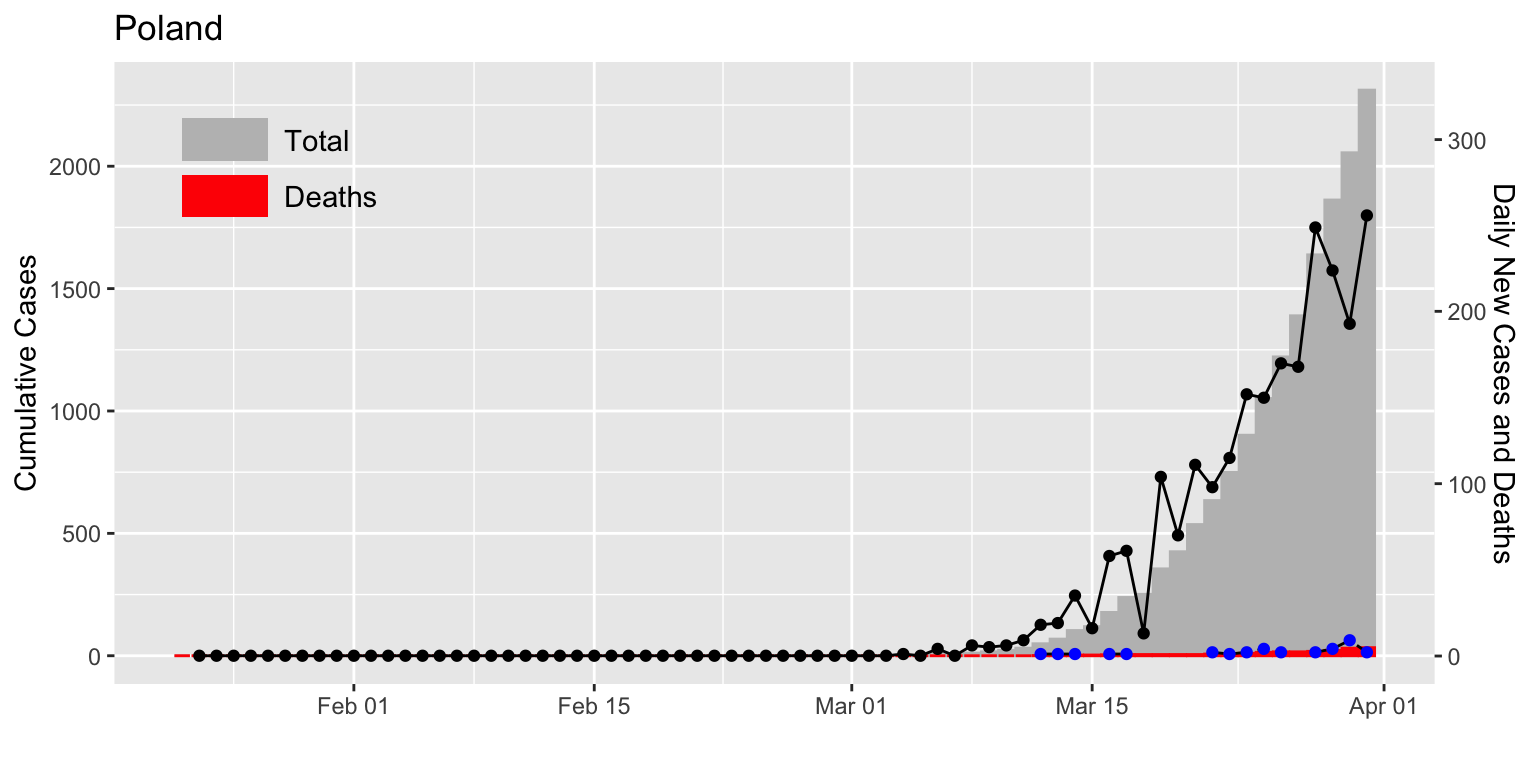 Poland
Total
Deaths
Cumulative Cases
2000
1500
1000
500
0
300
200
100
0
Daily New Cases and Deaths
Feb 01
Feb 15
Mar 01
Mar 15
Apr 01